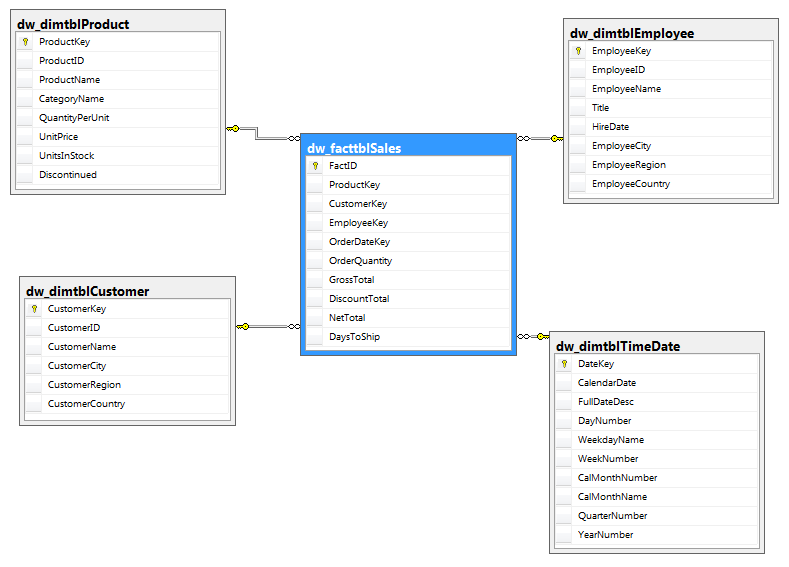 dw_dimtblProduct
ProductKey
ProductID
ProductName
CategoryName
QuantityPerUnit
UnitPrice
UnitsInStock
Discontinued
dw_dimtblEmployee
EmployeeKey
EmployeeID
EmployeeName
Title
HireDate
EmployeeCity
EmployeeRegion
EmployeeCountry
dw_facttblSales
FactID
ProductKey
CustomerKey
EmployeeKey
OrderDateKey
OrderQuantity
GrossTotal
DiscountTotal
NetTotal
DaysToShip
dw_dimtblCustomer
CustomerKey
CustomerID
CustomerName
CustomerCity
CustomerRegion
CustomerCountry
dw_dimtblTimeDate
DateKey
CalendarDate
FullDateDesc
DayNumber
WeekdayName
WeekNumber
CalMonthNumber
CalMonthName
QuarterNumber
YearNumber